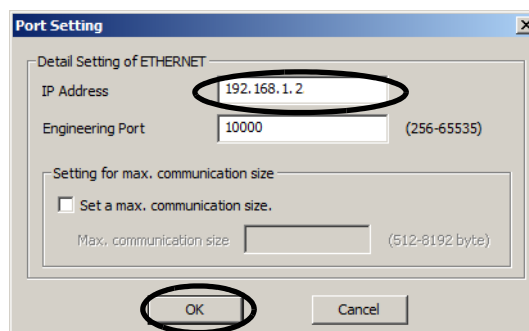 Port Setting
Detail Setting of ETHERNET
IP Address 192.168.1.2
Engineering Port 10000 (256-65535)
Setting for max. communication size
Set a max. communication size.
Max. communication size (512-8192 byte)
OK Cancel